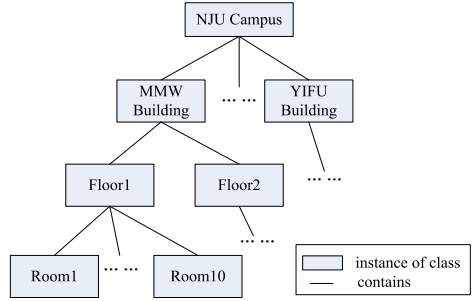 NJU Campus
MMW
Building
... ...
YIFU
Building
Floor1
Floor2
... ...
... ...
Room1
... ...
Room10
instance of class
contains